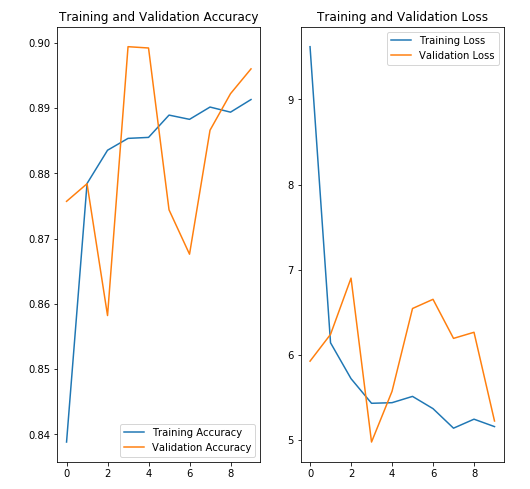 Training and Validation Accuracy
0.90
0.89
0.88
0.87
0.86
0.85
0.84
0 2 4 6 8
Training Accuracy
Validation Accuracy
Training and Validation Loss
9
8
7
6
5
0 2 4 6 8
Training Loss
Validation Loss